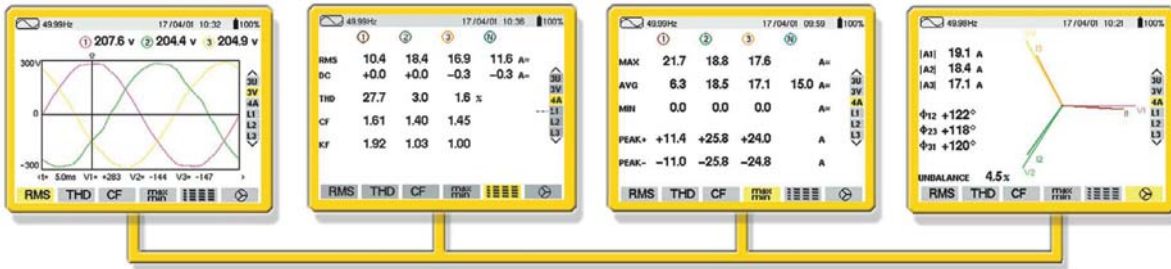 49.99Hz 17/04/01 10:32 100%
1 207.6 V 2 204.4 V 3 204.9 V
300V
0
-300
3U
3V
4A
L1
L2
L3
<t= 5.0ms V1= +283 V2= -144 V3= -147 >
RMS THD CF max min
49.99Hz 17/04/01 10:36 100%
1 2 3 N
RMS 10.4 18.4 16.9 11.6 A≂
DC +0.0 +0.0 -0.3 -0.3 A=
THD 27.7 3.0 1.6 %
CF 1.61 1.40 1.45
KF 1.92 1.03 1.00
3U
3V
4A
L1
L2
L3
RMS THD CF max min
49.99Hz 17/04/01 09:59 100%
1 2 3 N
MAX 21.7 18.8 17.6 A≂
AVG 6.3 18.5 17.1 15.0 A≂
MIN 0.0 0.0 0.0 A≂
PEAK+ +11.4 +25.8 +24.0 A
PEAK- -11.0 -25.8 -24.8 A
3U
3V
4A
L1
L2
L3
RMS THD CF max min
49.98Hz 17/04/01 10:21 100%
|A1| 19.1 A
|A2| 18.4 A
|A3| 17.1 A
Φ12 +122°
Φ23 +118°
Φ31 +120°
UNBALANCE 4.5%
V3
I3
V1
I1
I2
V2
3U
3V
4A
L1
L2
L3
RMS THD CF max min